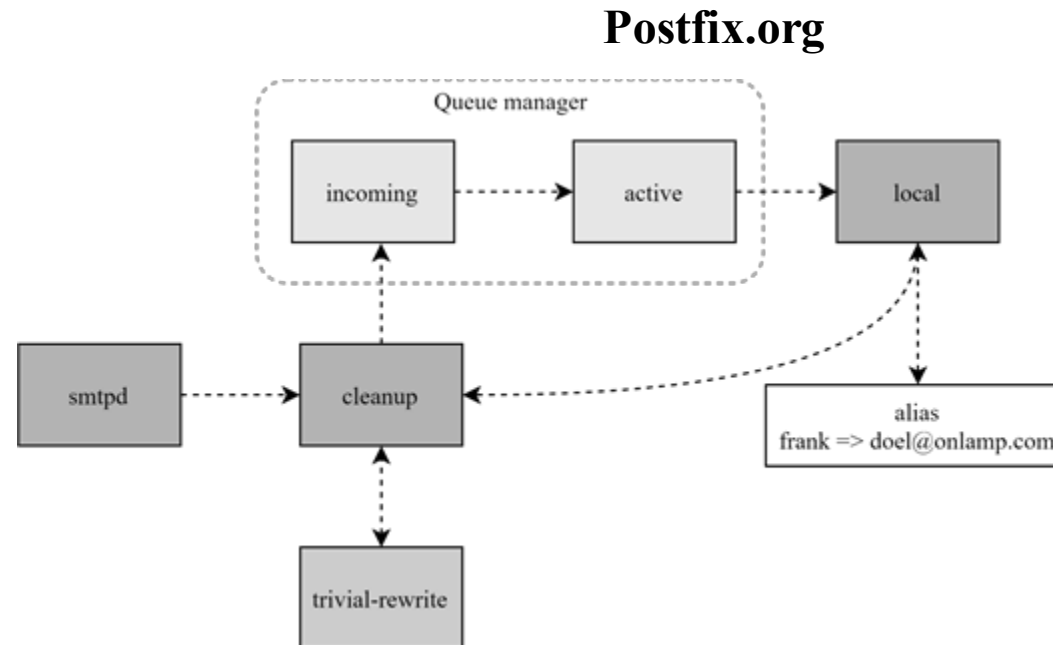 Postfix.org
Queue manager
incoming
active
local
smtpd
cleanup
alias
frank => doel@onlamp.com
trivial-rewrite